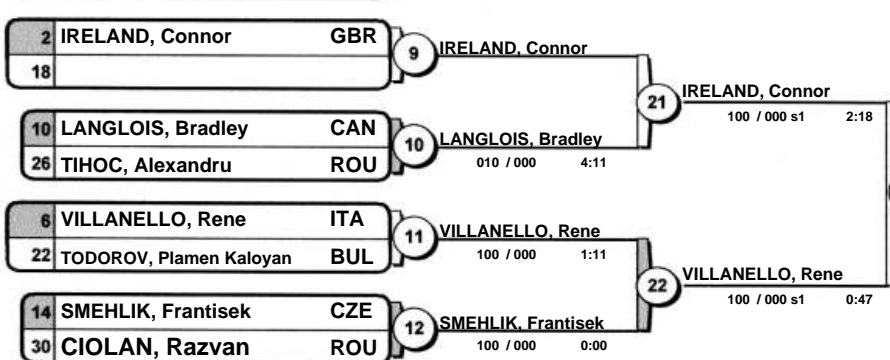 2 IRELAND, Connor GBR
18
9
IRELAND, Connor
10 LANGLOIS, Bradley CAN
26 TIHOC, Alexandru ROU
10
LANGLOIS, Bradley
010 / 000 4:11
21
IRELAND, Connor
100 / 000 s1 2:18
6 VILLANELLO, Rene ITA
22 TODOROV, Plamen Kaloyan BUL
11
VILLANELLO, Rene
100 / 000 1:11
14 SMEHLIK, Frantisek CZE
30 CIOLAN, Razvan ROU
12
SMEHLIK, Frantisek
100 / 000 0:00
22
VILLANELLO, Rene
100 / 000 s1 0:47